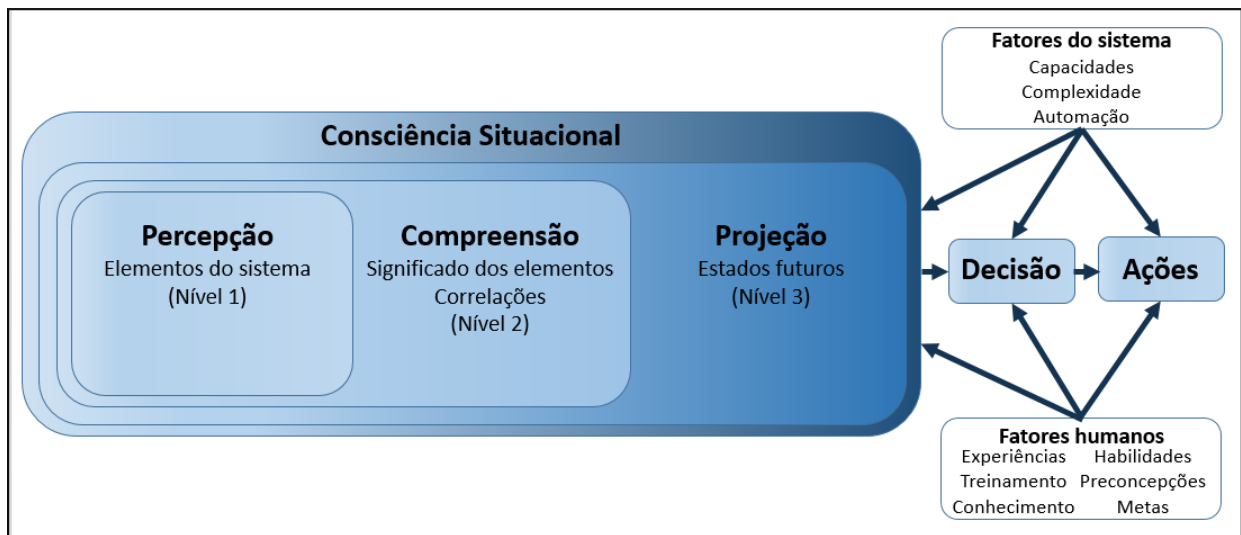 Fatores do sistema
Capacidades
Complexidade
Automação
Consciência Situacional
Percepção
Elementos do sistema
(Nível 1)
Compreensão
Significado dos elementos
Correlações
(Nível 2)
Projeção
Estados futuros
(Nível 3)
Decisão
Ações
Fatores humanos
Experiências Habilidades
Treinamento Preconcepções
Conhecimento Metas